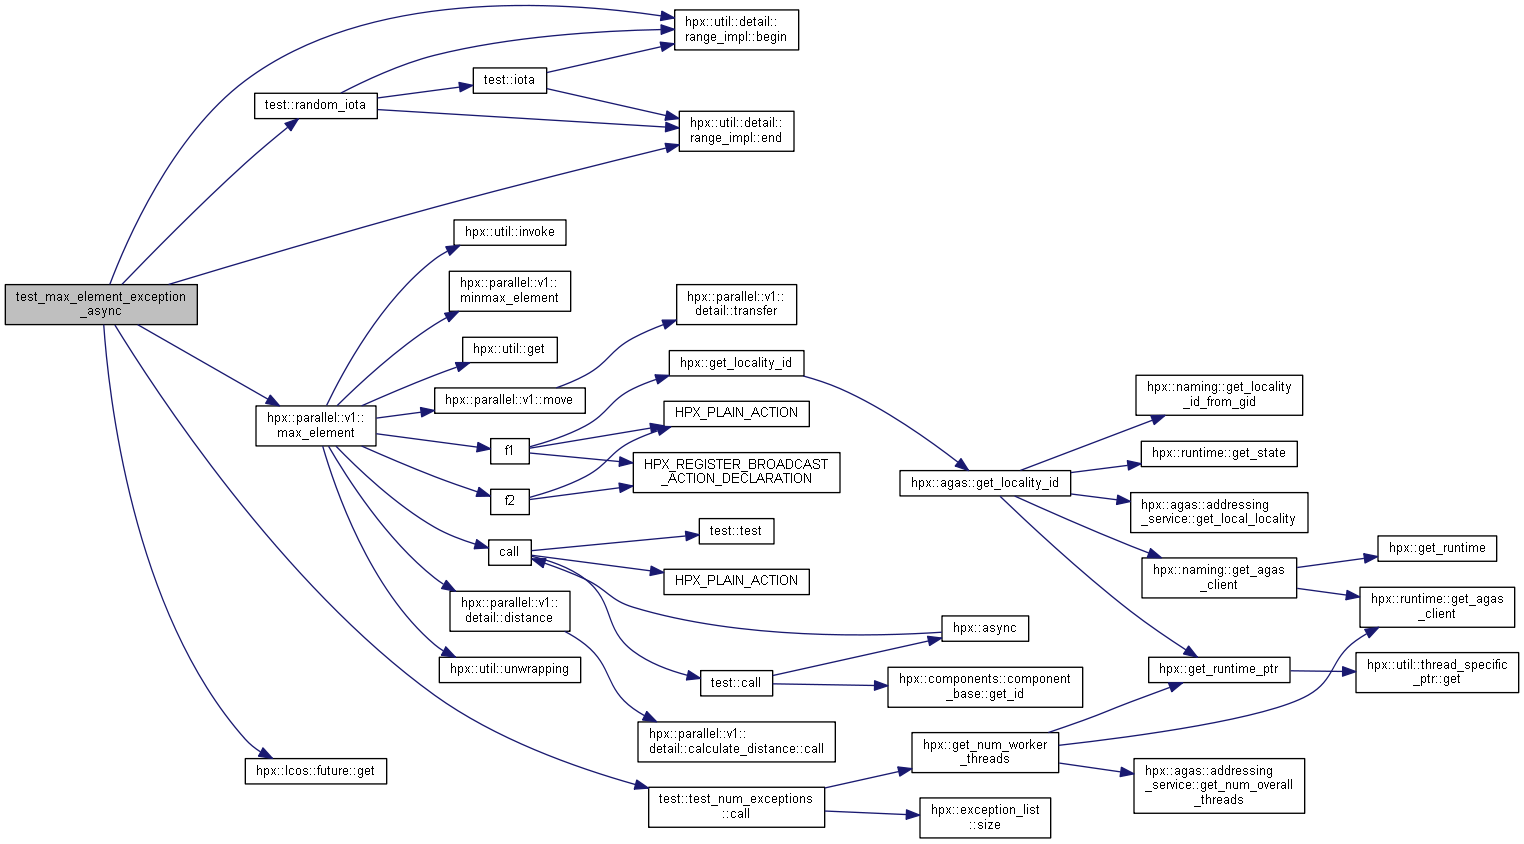 hpx::util::detail::
range_impl::begin
test::iota
test::random_iota
hpx::util::detail::
range_impl::end
hpx::util::invoke
hpx::parallel::v1::
minmax_element
test_max_element_exception
_async
hpx::parallel::v1::
detail::transfer
hpx::util::get
hpx::get_locality_id
hpx::parallel::v1::move
hpx::naming::get_locality
_id_from_gid
hpx::parallel::v1::
max_element
HPX_PLAIN_ACTION
f1
hpx::runtime::get_state
HPX_REGISTER_BROADCAST
_ACTION_DECLARATION
hpx::agas::get_locality_id
f2
hpx::agas::addressing
_service::get_local_locality
test::test
call
hpx::get_runtime
HPX_PLAIN_ACTION
hpx::naming::get_agas
_client
hpx::parallel::v1::
detail::distance
hpx::runtime::get_agas
_client
hpx::async
hpx::util::unwrapping
hpx::get_runtime_ptr
hpx::util::thread_specific
_ptr::get
test::call
hpx::components::component
_base::get_id
hpx::parallel::v1::
detail::calculate_distance::call
hpx::get_num_worker
_threads
hpx::lcos::future::get
hpx::agas::addressing
_service::get_num_overall
_threads
test::test_num_exceptions
::call
hpx::exception_list
::size